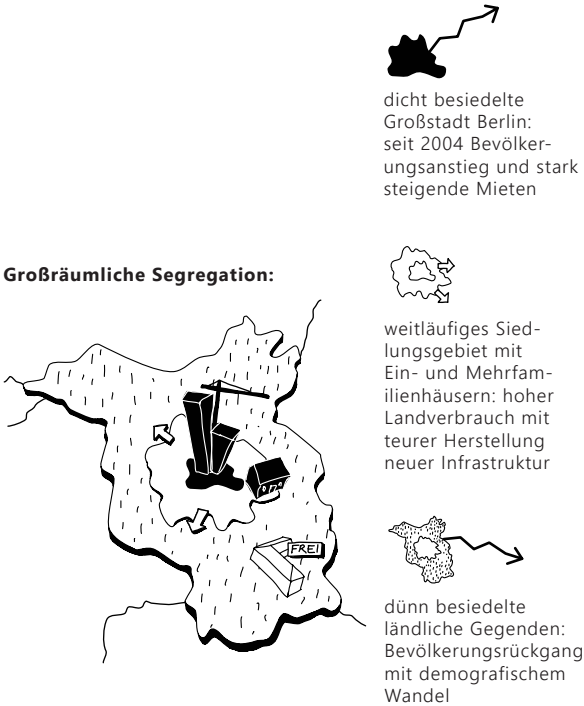 dicht besiedelte
Großstadt Berlin:
seit 2004 Bevölker-
ungsanstieg und stark
steigende Mieten
Großräumliche Segregation:
weitläufiges Sied-
lungsgebiet mit
Ein- und Mehrfam-
ilienhäusern: hoher
Landverbrauch mit
teurer Herstellung
neuer Infrastruktur
FREI
dünn besiedelte
ländliche Gegenden:
Bevölkerungsrückgang
mit demografischem
Wandel